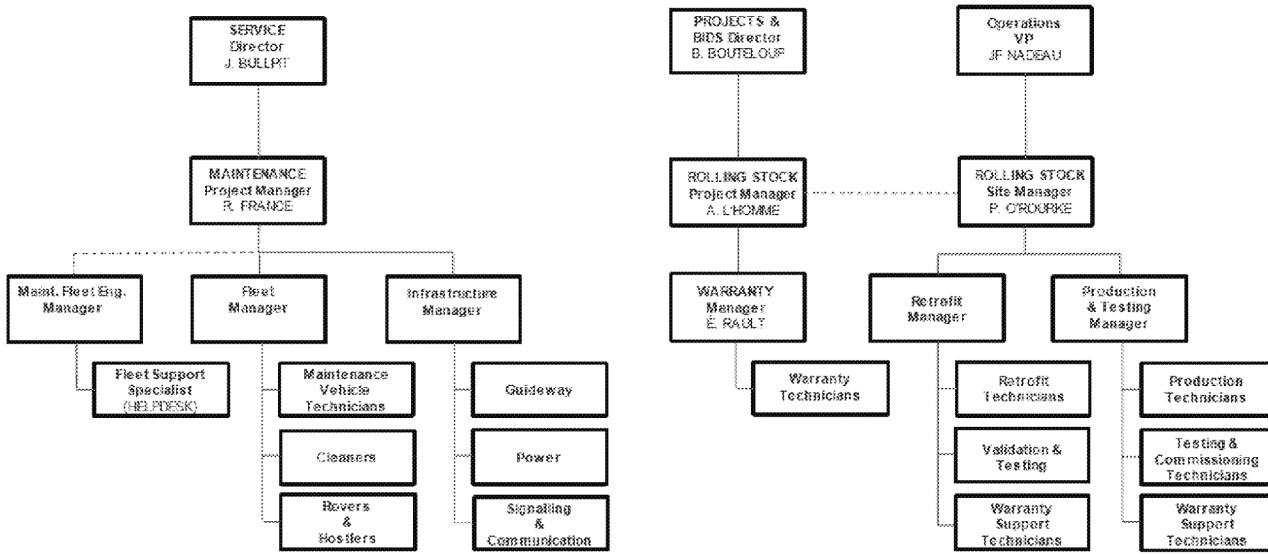 SERVICE
Director
J. BULLPIT
PROJECTS &
BIDS Director
B. BOUTELOUP
Operations
VP
JF NADEAU
MAINTENANCE
Project Manager
R. FRANCE
ROLLING STOCK
Project Manager
A. L'HOMME
ROLLING STOCK
Site Manager
P. O'ROURKE
Maint. Fleet Eng.
Manager
Fleet
Manager
Infrastructure
Manager
WARRANTY
Manager
E. RAULT
Retrofit
Manager
Production
& Testing
Manager
Fleet Support
Specialist
(HELPDESK)
Maintenance
Vehicle
Technicians
Guideway
Warranty
Technicians
Retrofit
Technicians
Production
Technicians
Cleaners
Power
Validation &
Testing
Testing &
Commissioning
Technicians
Rovers
&
Hostlers
Signalling
&
Communication
Warranty
Support
Technicians
Warranty
Support
Technicians